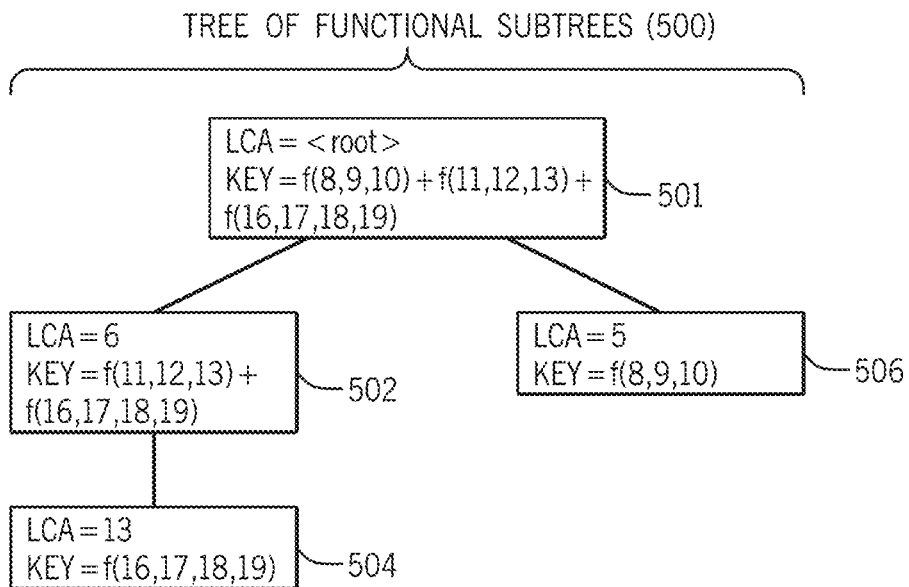 TREE OF FUNCTIONAL SUBTREES (500)
LCA = <root>
KEY = f(8,9,10) + f(11,12,13) +
f(16,17,18,19)
501
LCA = 6
KEY = f(11,12,13) +
f(16,17,18,19)
502
LCA = 5
KEY = f(8,9,10)
506
LCA = 13
KEY = f(16,17,18,19)
504